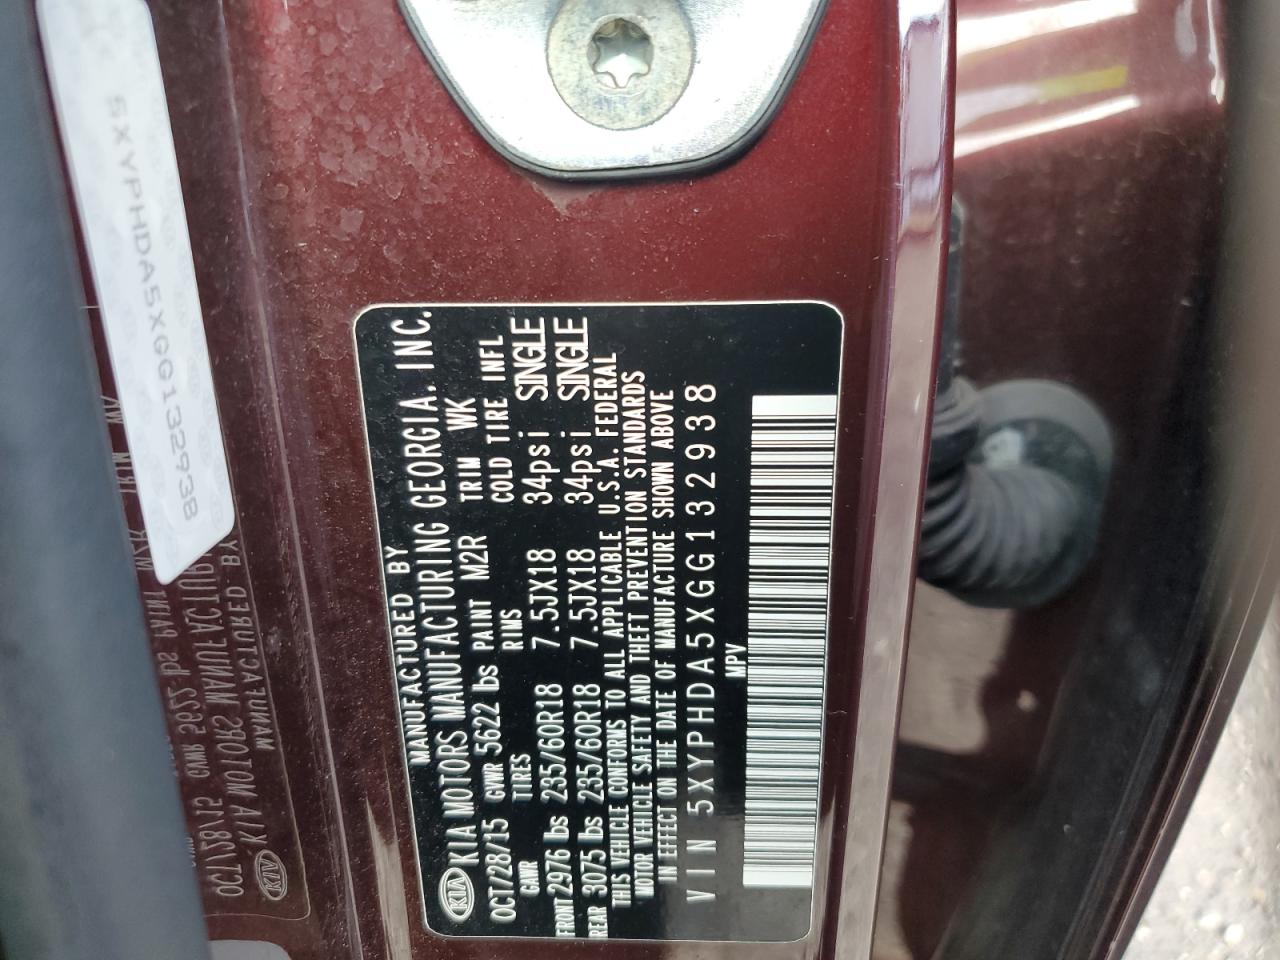 5XYPHDA5XGG132938
MANUFACTURED BY
KIA KIA MOTORS MANUFACTURING GEORGIA. INC.
OCT/28/15 GVWR 5622 lbs PAINT M2R TRIM WK
GAWR TIRES RIMS COLD TIRE INFL
FRONT 2976 lbs 235/60R18 7.5JX18 34psi SINGLE
REAR 3075 lbs 235/60R18 7.5JX18 34psi SINGLE
THIS VEHICLE CONFORMS TO ALL APPLICABLE U.S.A. FEDERAL
MOTOR VEHICLE SAFETY AND THEFT PREVENTION STANDARDS
IN EFFECT ON THE DATE OF MANUFACTURE SHOWN ABOVE
VIN 5XYPHDA5XGG132938
MPV